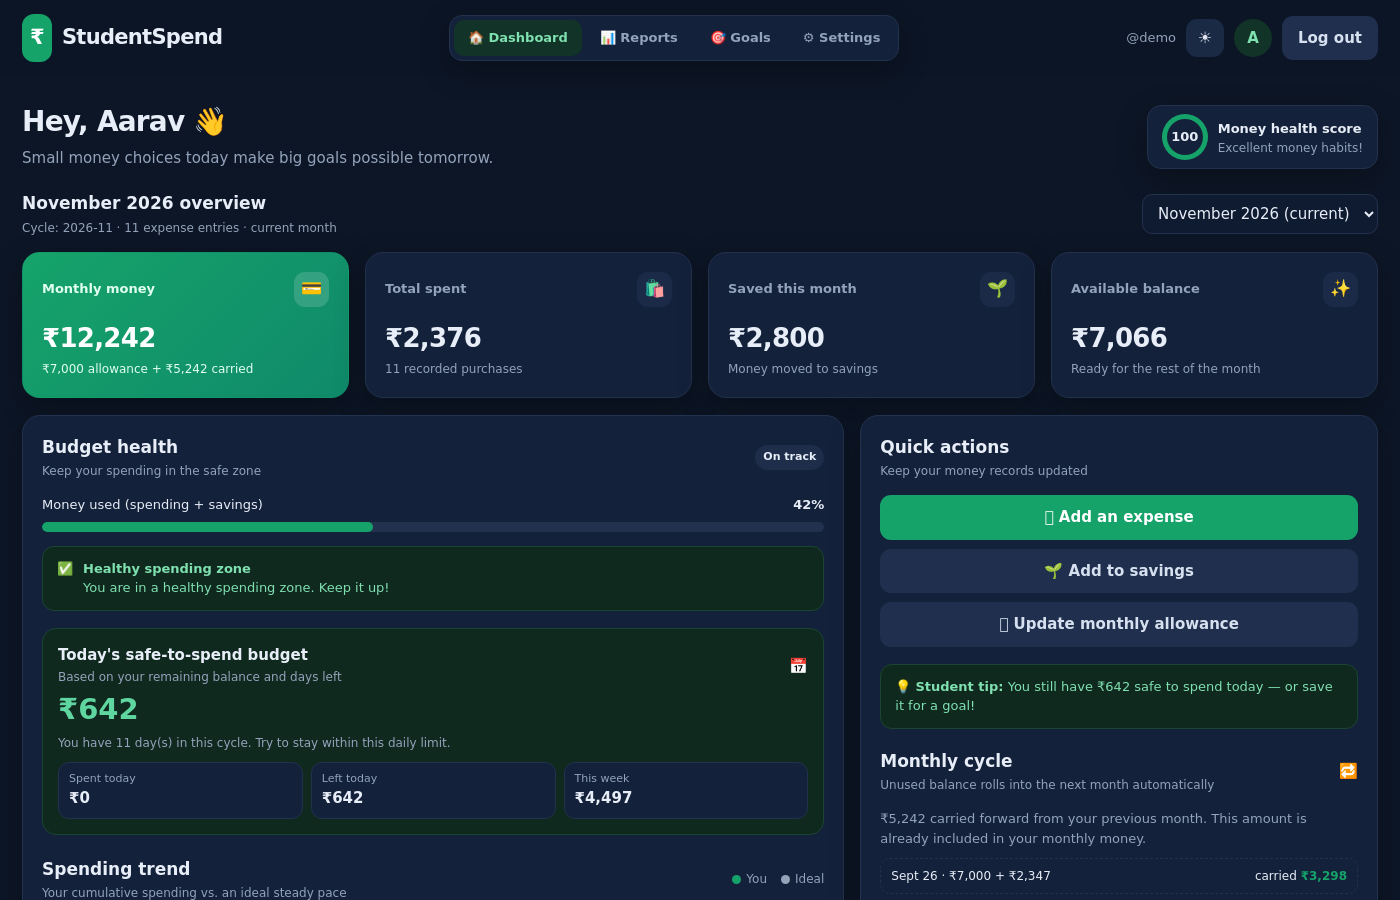 ₹ StudentSpend
🏠 Dashboard 📊 Reports 🎯 Goals ⚙ Settings
@demo ☀ A Log out
Hey, Aarav 👋
Small money choices today make big goals possible tomorrow.
100 Money health score
Excellent money habits!
November 2026 overview
Cycle: 2026-11 · 11 expense entries · current month
November 2026 (current)
Monthly money 💳
₹12,242
₹7,000 allowance + ₹5,242 carried
Total spent 🛍️
₹2,376
11 recorded purchases
Saved this month 🌱
₹2,800
Money moved to savings
Available balance ✨
₹7,066
Ready for the rest of the month
Budget health
Keep your spending in the safe zone
On track
Money used (spending + savings) 42%
✅ Healthy spending zone
You are in a healthy spending zone. Keep it up!
Today's safe-to-spend budget
Based on your remaining balance and days left
📅
₹642
You have 11 day(s) in this cycle. Try to stay within this daily limit.
Spent today
₹0
Left today
₹642
This week
₹4,497
Spending trend
Your cumulative spending vs. an ideal steady pace
You Ideal
Quick actions
Keep your money records updated
Add an expense
🌱 Add to savings
Update monthly allowance
💡 Student tip: You still have ₹642 safe to spend today — or save
it for a goal!
Monthly cycle
Unused balance rolls into the next month automatically
🔁
₹5,242 carried forward from your previous month. This amount is
already included in your monthly money.
Sept 26 · ₹7,000 + ₹2,347 carried ₹3,298